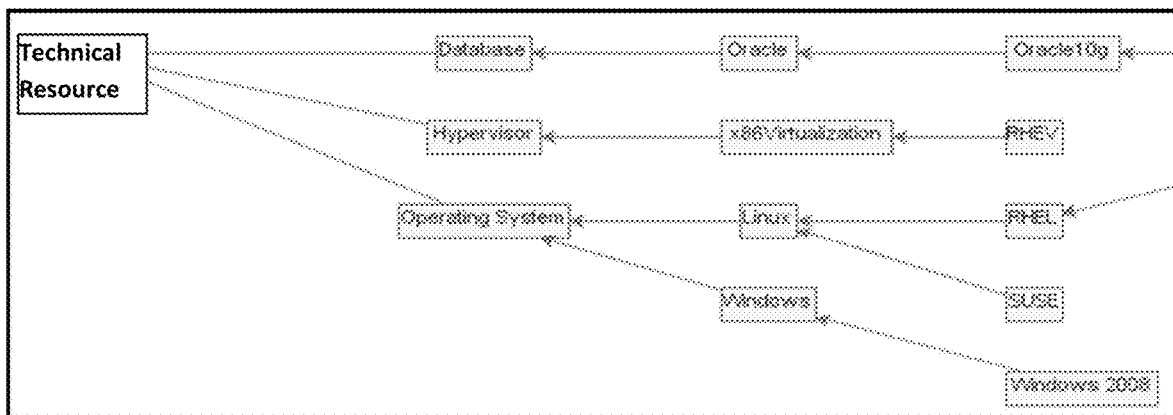 Technical
Resource
Database
Oracle
Oracle10g
Hypervisor
x86Virtualization
RHEV
Operating System
Linux
RHEL
Windows
SUSE
Windows 2008